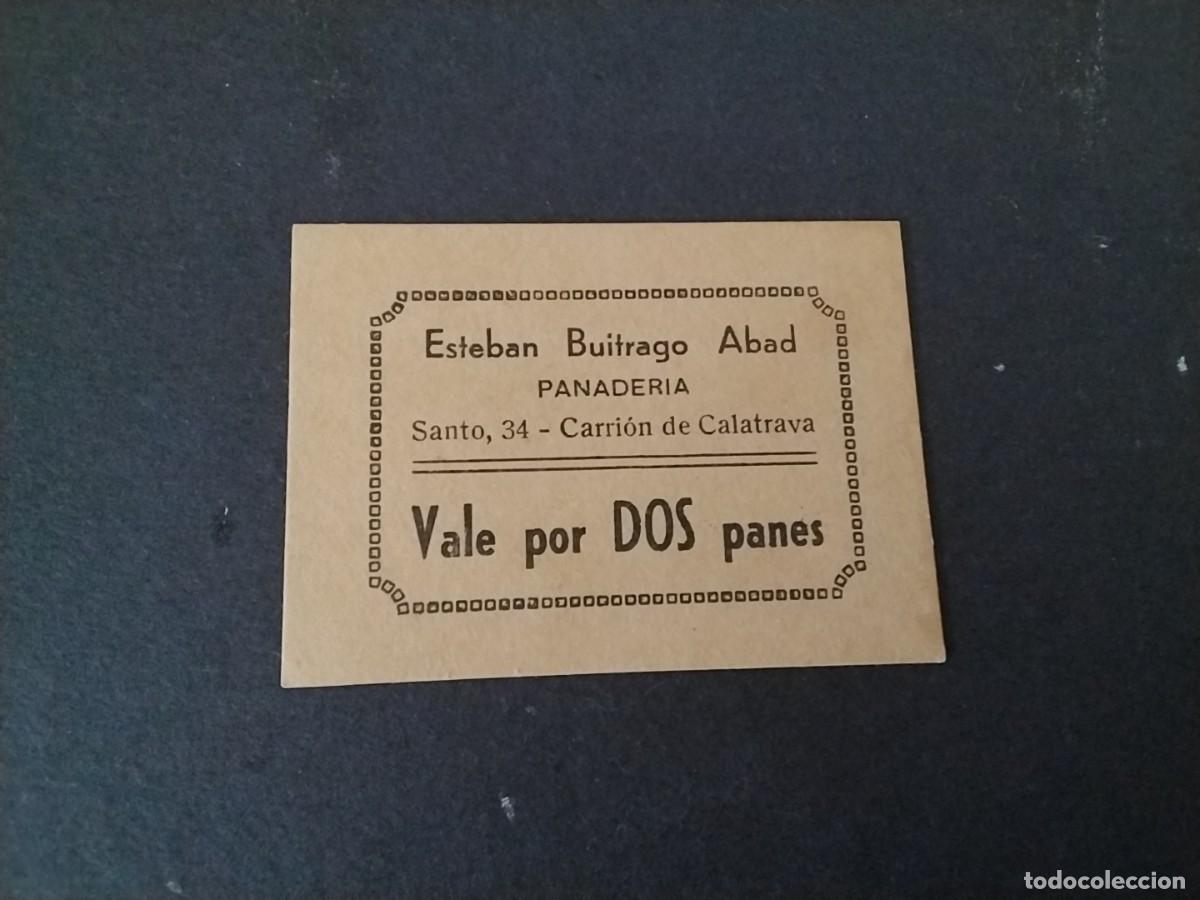 Esteban Buitrago Abad
PANADERIA
Santo, 34 - Carrión de Calatrava
Vale por DOS panes
todocoleccion